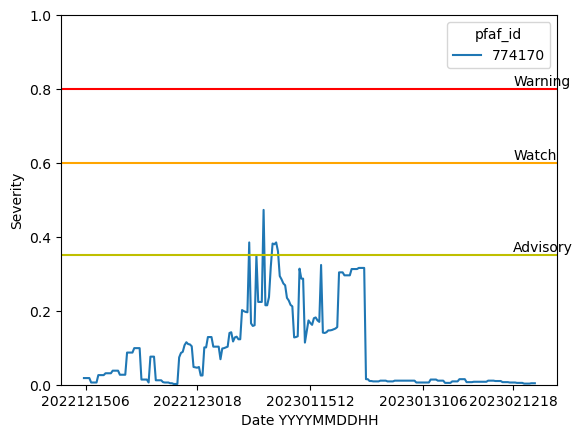 pfaf_id
774170
1.0
0.8
0.6
0.4
0.2
0.0
Severity
Warning
Watch
Advisory
2022121506
2022123018
2023011512
2023013106
2023021218
Date YYYYMMDDHH